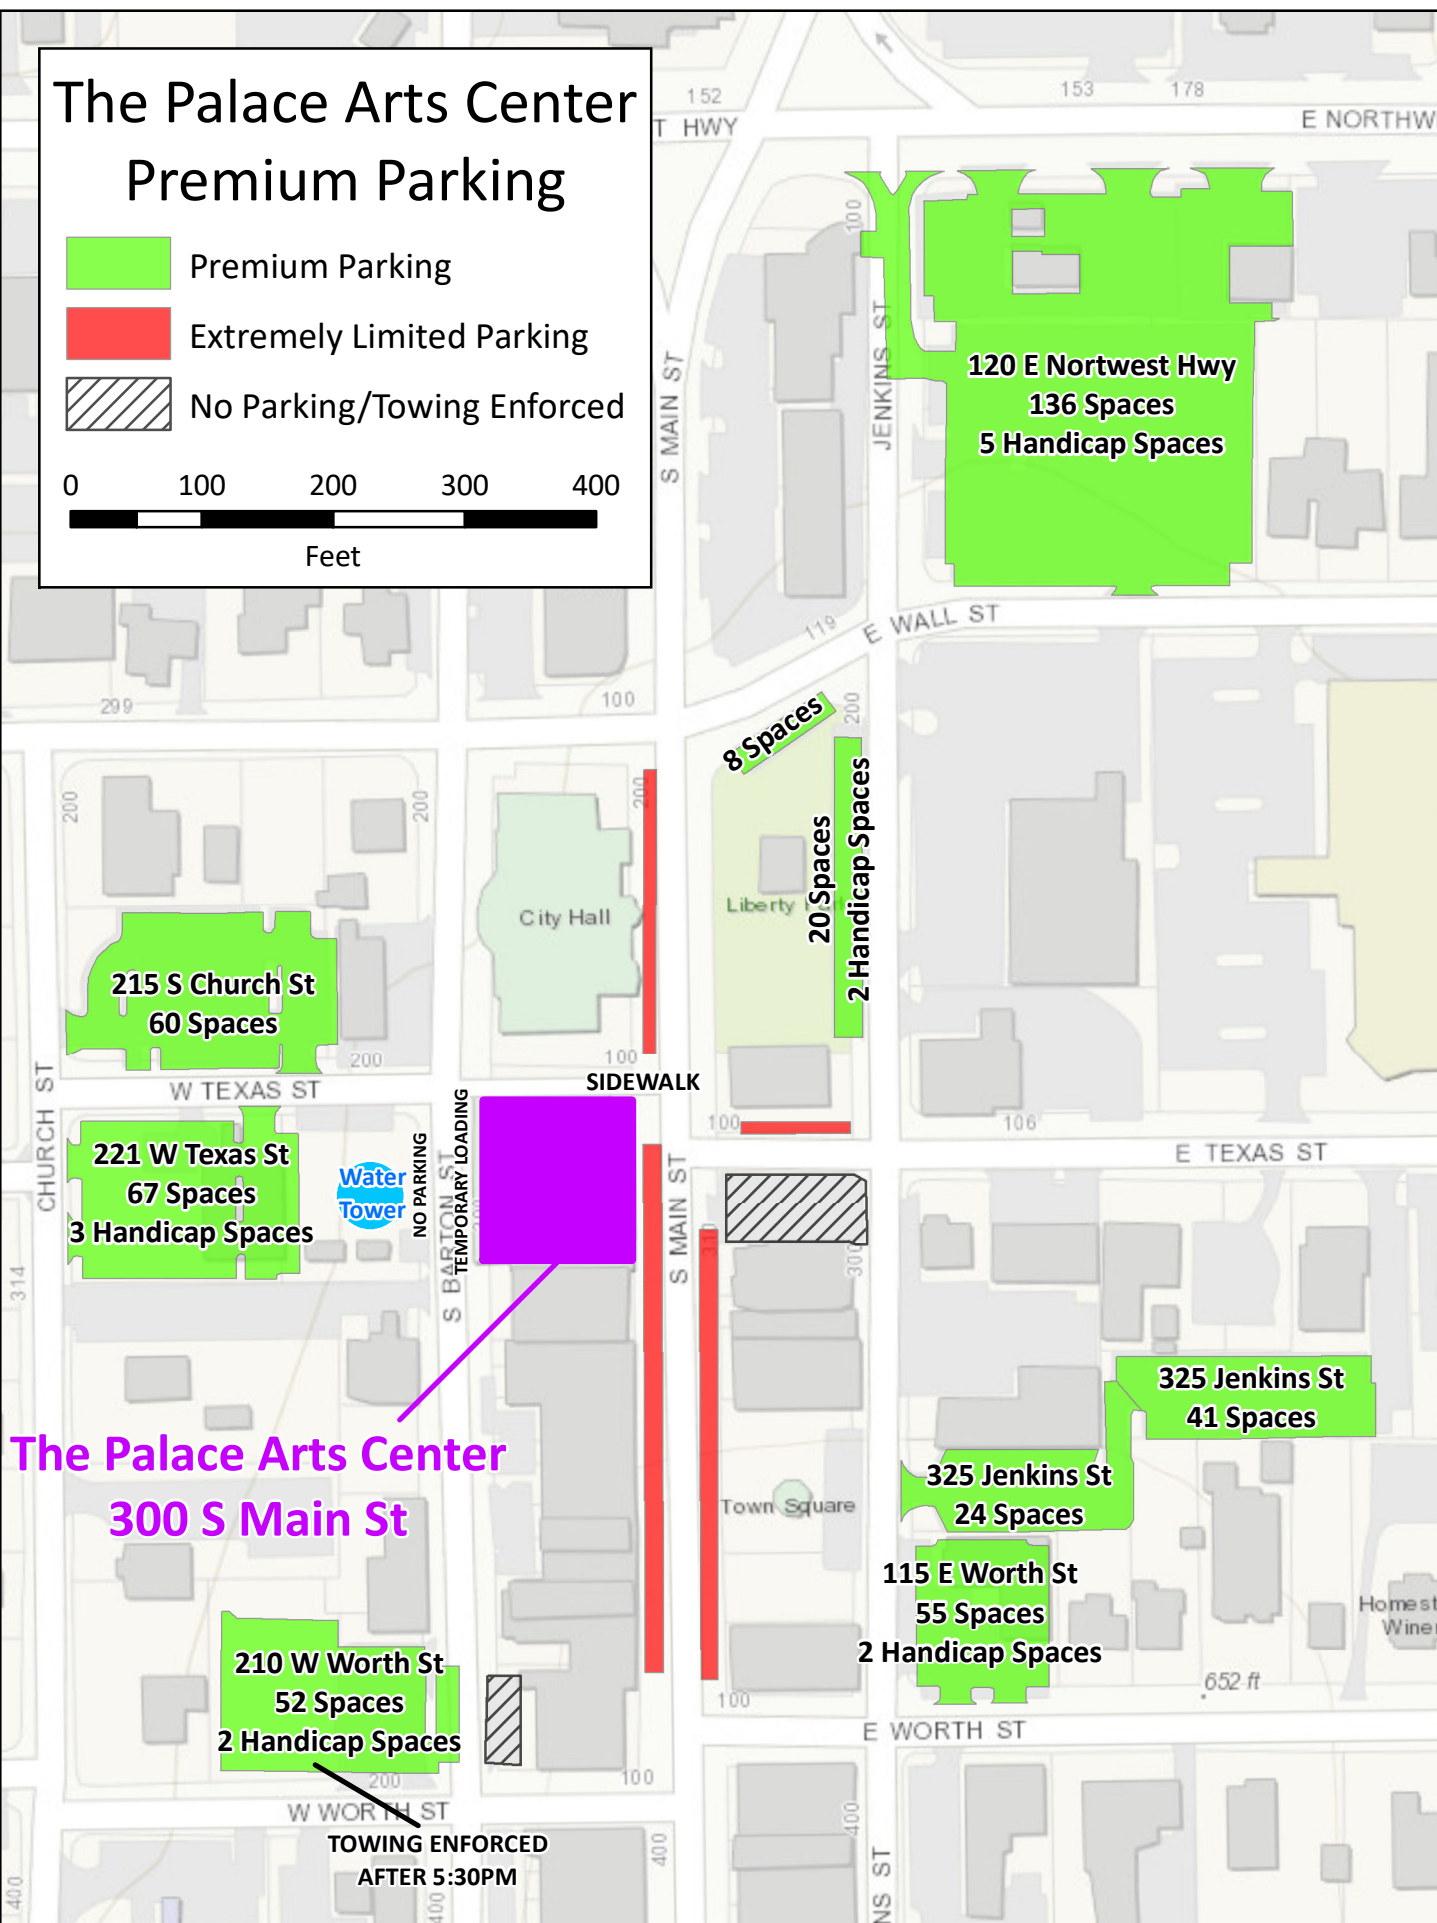 The Palace Arts Center
Premium Parking
Premium Parking
Extremely Limited Parking
No Parking/Towing Enforced
0 100 200 300 400
Feet
152
153
178
T HWY
E NORTHW
100
JENKINS ST
S MAIN ST
120 E Nortwest Hwy
136 Spaces
5 Handicap Spaces
119
E WALL ST
299
100
200
8 Spaces
200
200
200
City Hall
Liberty
20 Spaces
2 Handicap Spaces
215 S Church St
60 Spaces
200
100
W TEXAS ST
SIDEWALK
CHURCH ST
221 W Texas St
67 Spaces
3 Handicap Spaces
Water
Tower
NO PARKING
TEMPORARY LOADING
S BARTON ST
S MAIN ST
100
106
E TEXAS ST
310
300
314
The Palace Arts Center
300 S Main St
Town Square
325 Jenkins St
41 Spaces
325 Jenkins St
24 Spaces
115 E Worth St
55 Spaces
2 Handicap Spaces
Homest
Winer
652 ft
210 W Worth St
52 Spaces
2 Handicap Spaces
100
E WORTH ST
200
100
W WORTH ST
TOWING ENFORCED
AFTER 5:30PM
400
400
400
400
NS ST